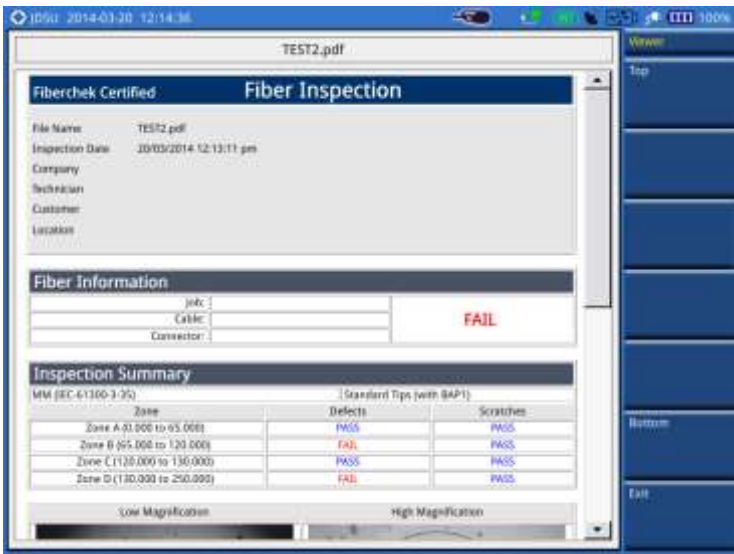 JDSU 2014-03-20 12:14:36
100%
TEST2.pdf
Viewer
Top
Fiberchek Certified Fiber Inspection
File Name TEST2.pdf
Inspection Date 20/03/2014 12:13:11 pm
Company
Technician
Customer
Location
Fiber Information
Job:
Cable:
Connector:
FAIL
Inspection Summary
MM (IEC-61300-3-35) Standard Tips (with BAP1)
Zone Defects Scratches
Zone A (0.000 to 65.000) PASS PASS
Zone B (65.000 to 120.000) FAIL PASS
Zone C (120.000 to 130.000) PASS PASS
Zone D (130.000 to 250.000) FAIL PASS
Low Magnification High Magnification
Bottom
Exit